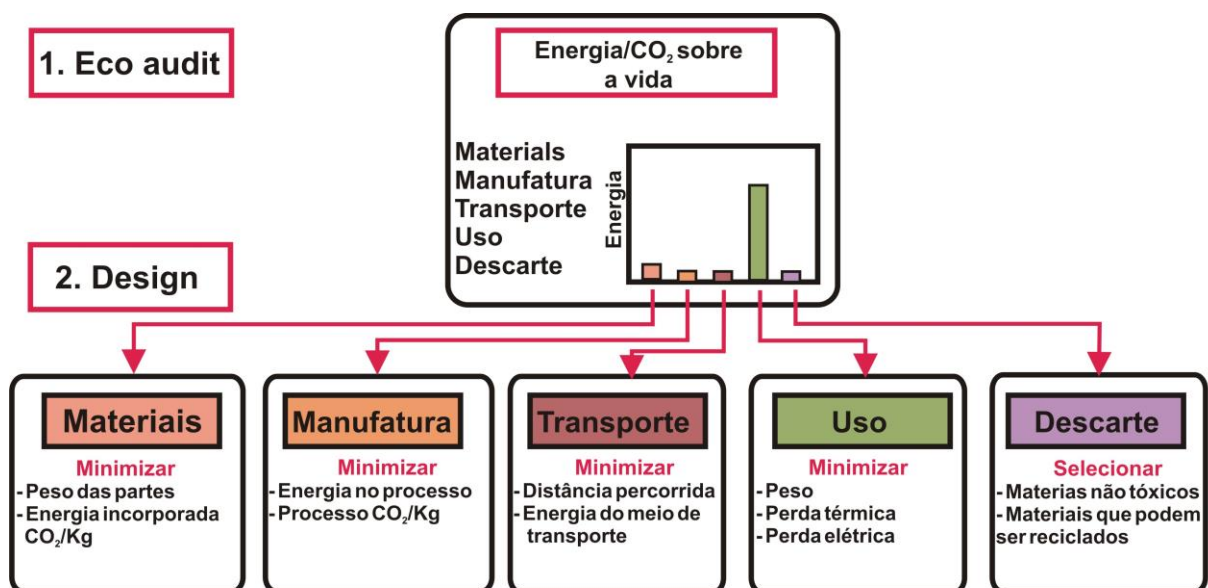 1. Eco audit
Energia/CO₂ sobre
a vida
Materials
Manufatura
Transporte
Uso
Descarte
Energia
2. Design
Materiais
Minimizar
- Peso das partes
- Energia incorporada
CO₂/Kg
Manufatura
Minimizar
- Energia no processo
- Processo CO₂/Kg
Transporte
Minimizar
- Distância percorrida
- Energia do meio de
transporte
Uso
Minimizar
- Peso
- Perda térmica
- Perda elétrica
Descarte
Selecionar
- Materias não tóxicos
- Materiais que podem
ser reciclados